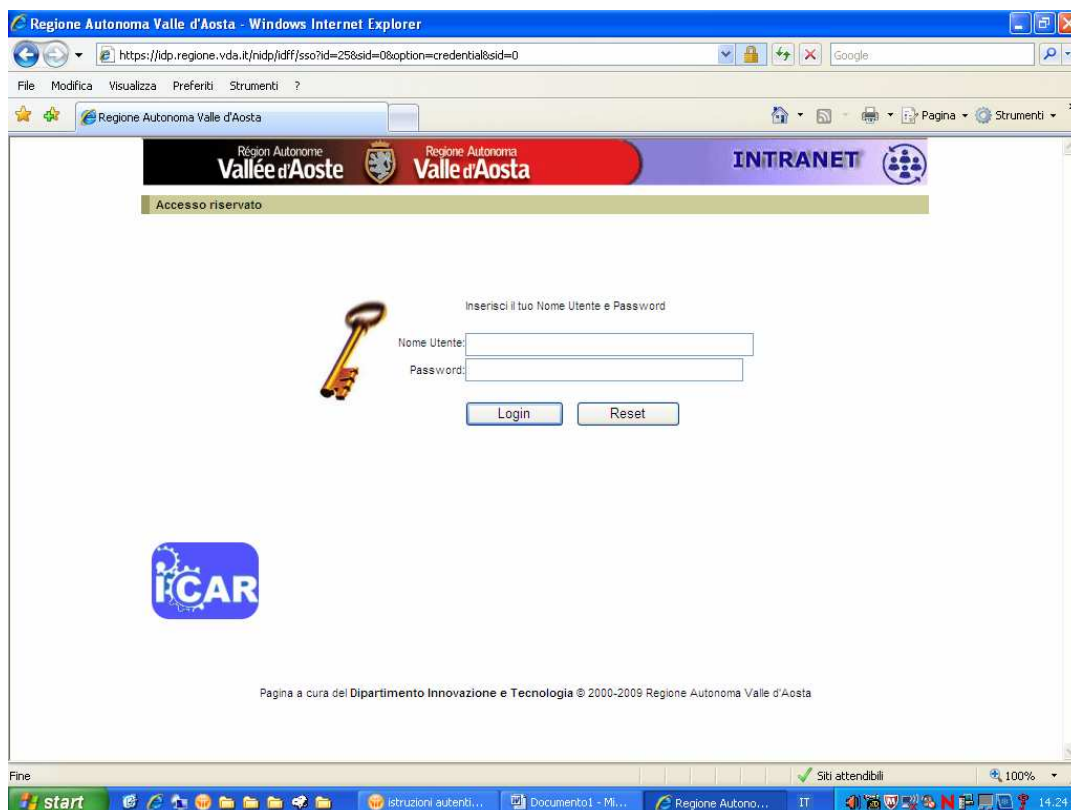 Regione Autonoma Valle d'Aosta - Windows Internet Explorer
https://idp.regione.vda.it/nidp/idff/sso?id=25&sid=0&option=credential&sid=0
Google
File Modifica Visualizza Preferiti Strumenti ?
Regione Autonoma Valle d'Aosta
Pagina Strumenti
Région Autonome
Vallée d'Aoste
Regione Autonoma
Valle d'Aosta
INTRANET
Accesso riservato
Inserisci il tuo Nome Utente e Password
Nome Utente:
Password:
Login Reset
iCAR
Pagina a cura del Dipartimento Innovazione e Tecnologia © 2000-2009 Regione Autonoma Valle d'Aosta
Fine Siti attendibili 100%
start istruzioni autenti... Documento1 - Mi... Regione Autono... IT 14.24